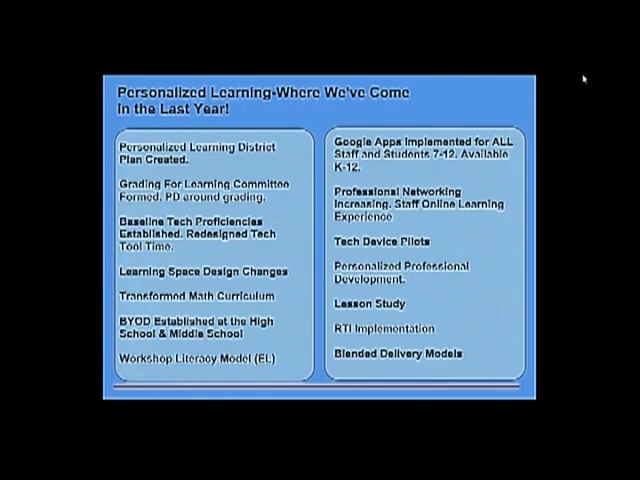 Personalized Learning-Where We've Come
in the Last Year!
Personalized Learning District
Plan Created.
Grading For Learning Committee
Formed. PD around grading.
Baseline Tech Proficiencies
Established. Redesigned Tech
Tool Time.
Learning Space Design Changes
Transformed Math Curriculum
BYOD Established at the High
School & Middle School
Workshop Literacy Model (EL)
Google Apps Implemented for ALL
Staff and Students 7-12. Available
K-12.
Professional Networking
Increasing. Staff Online Learning
Experience
Tech Device Pilots
Personalized Professional
Development.
Lesson Study
RTI Implementation
Blended Delivery Models